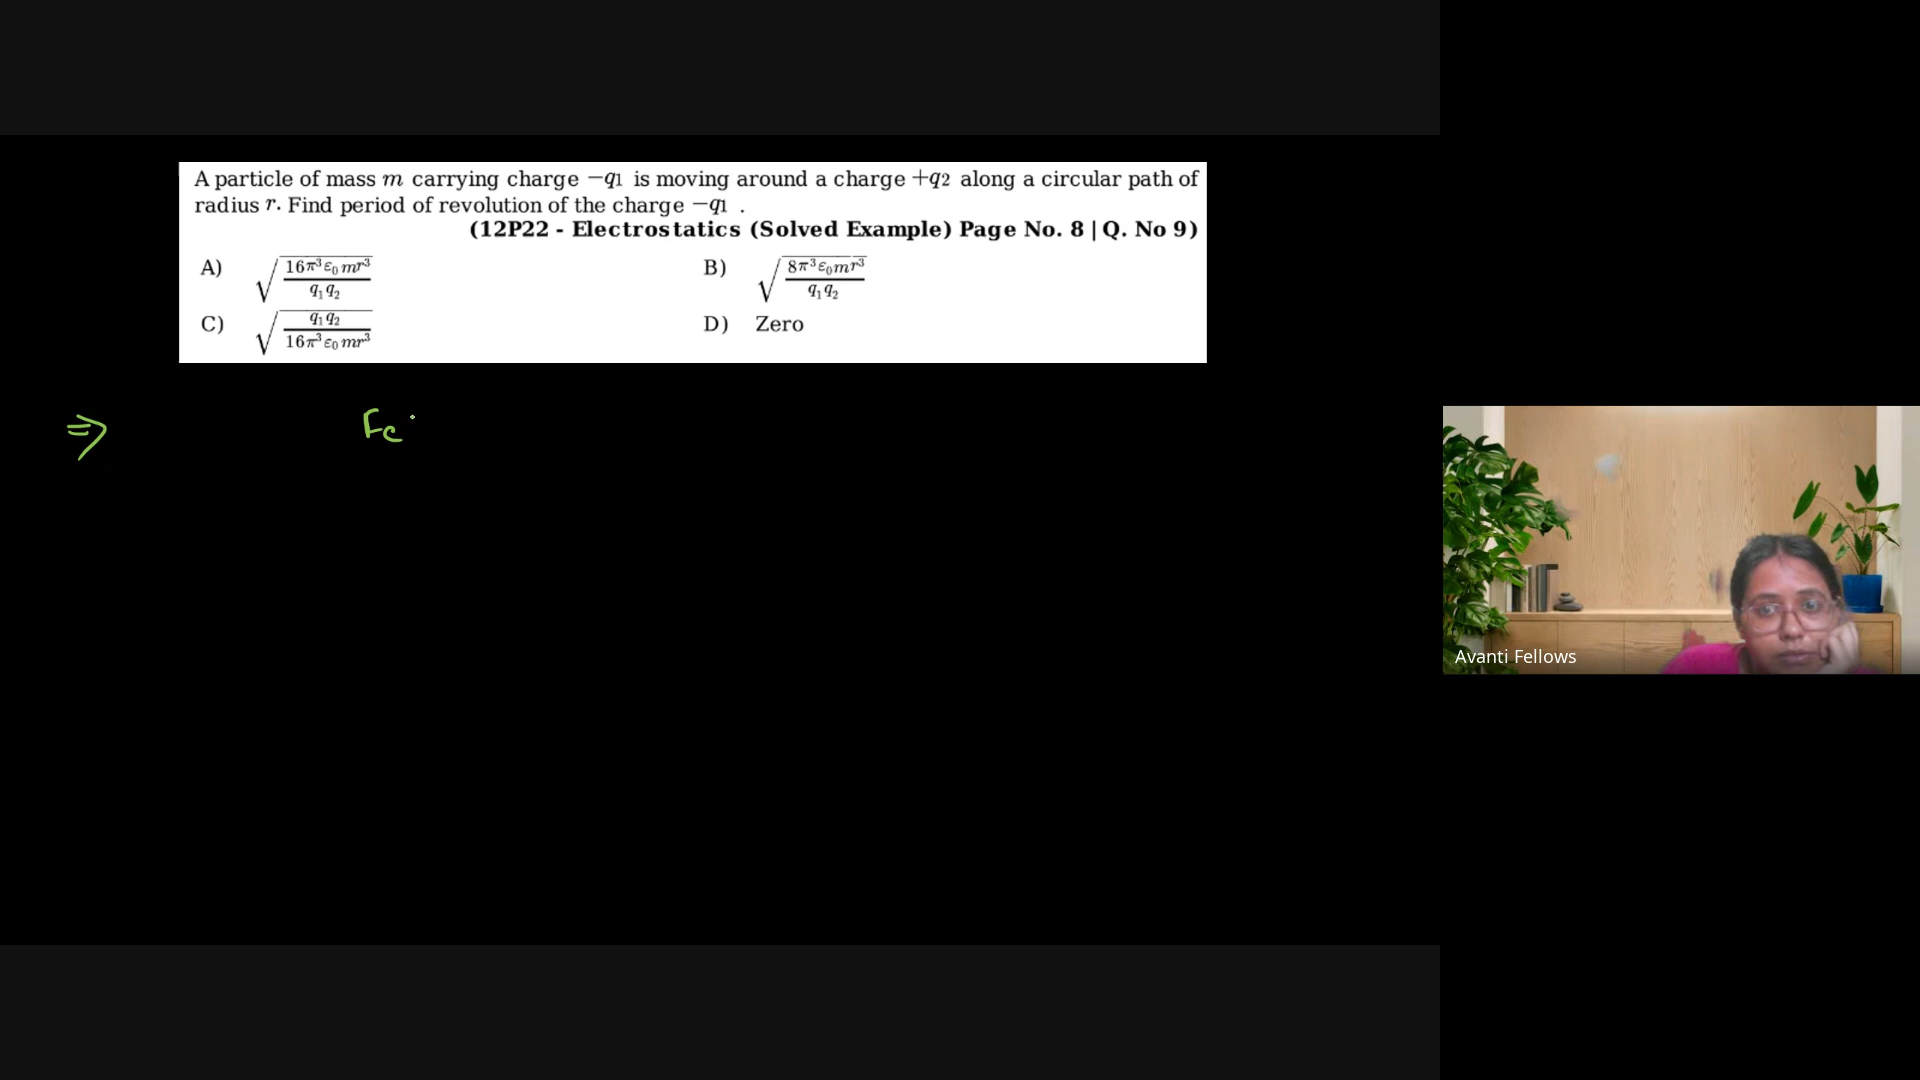 A particle of mass m carrying charge −q₁ is moving around a charge +q₂ along a circular path of
radius r. Find period of revolution of the charge −q₁ .
(12P22 - Electrostatics (Solved Example) Page No. 8 | Q. No 9)
A) √(16π³ε₀mr³ / q₁q₂) B) √(8π³ε₀mr³ / q₁q₂)
C) √(q₁q₂ / 16π³ε₀mr³) D) Zero
⇒ Fc
Avanti Fellows